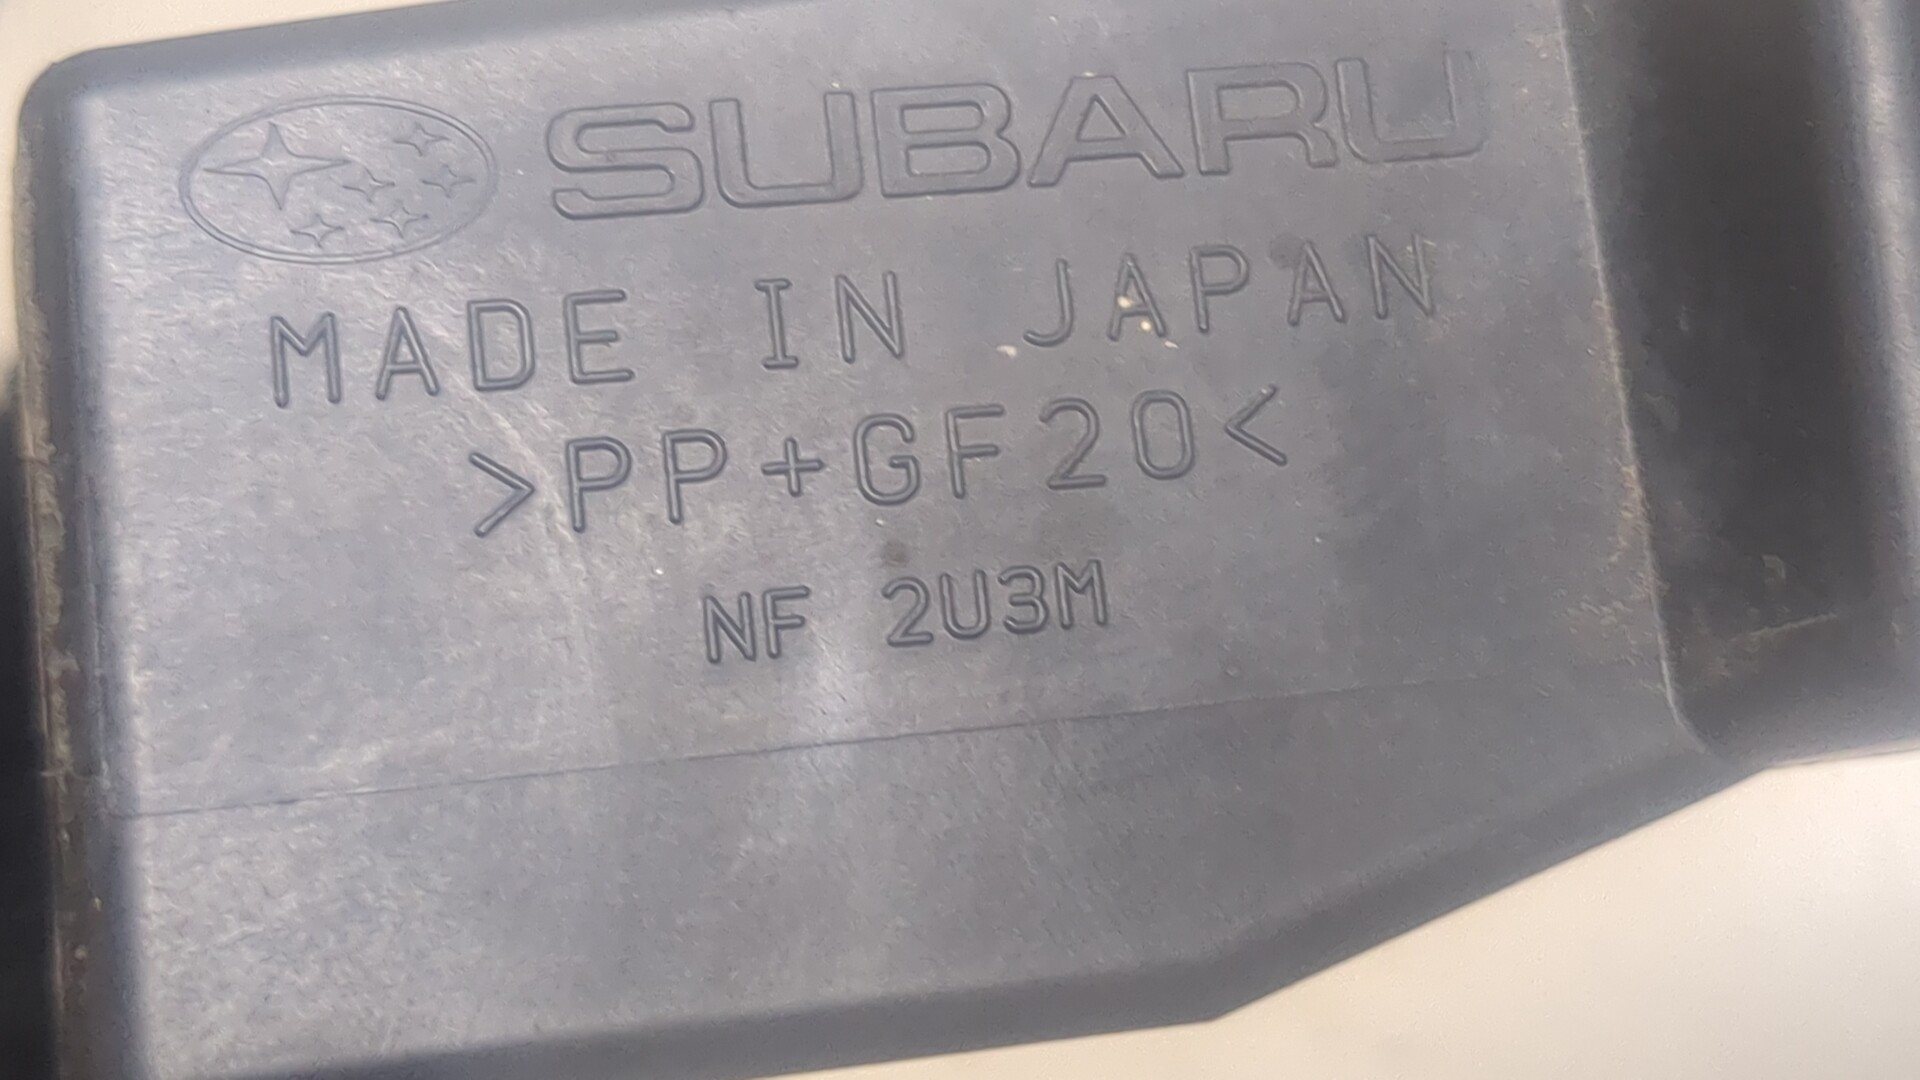 SUBARU
MADE IN JAPAN
>PP+GF20<
NF 2U3M